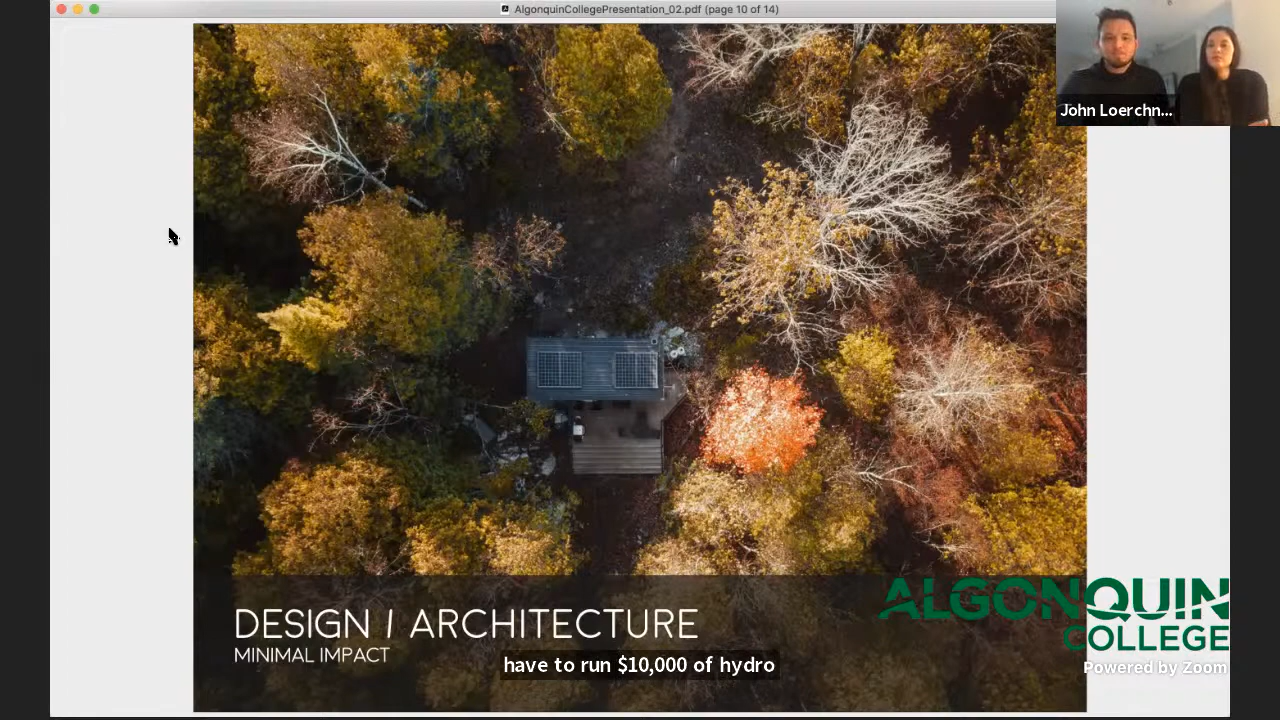 AlgonquinCollegePresentation_02.pdf (page 10 of 14)
John Loerchn...
DESIGN / ARCHITECTURE
MINIMAL IMPACT
have to run $10,000 of hydro
ALGONQUIN
COLLEGE
Powered by Zoom